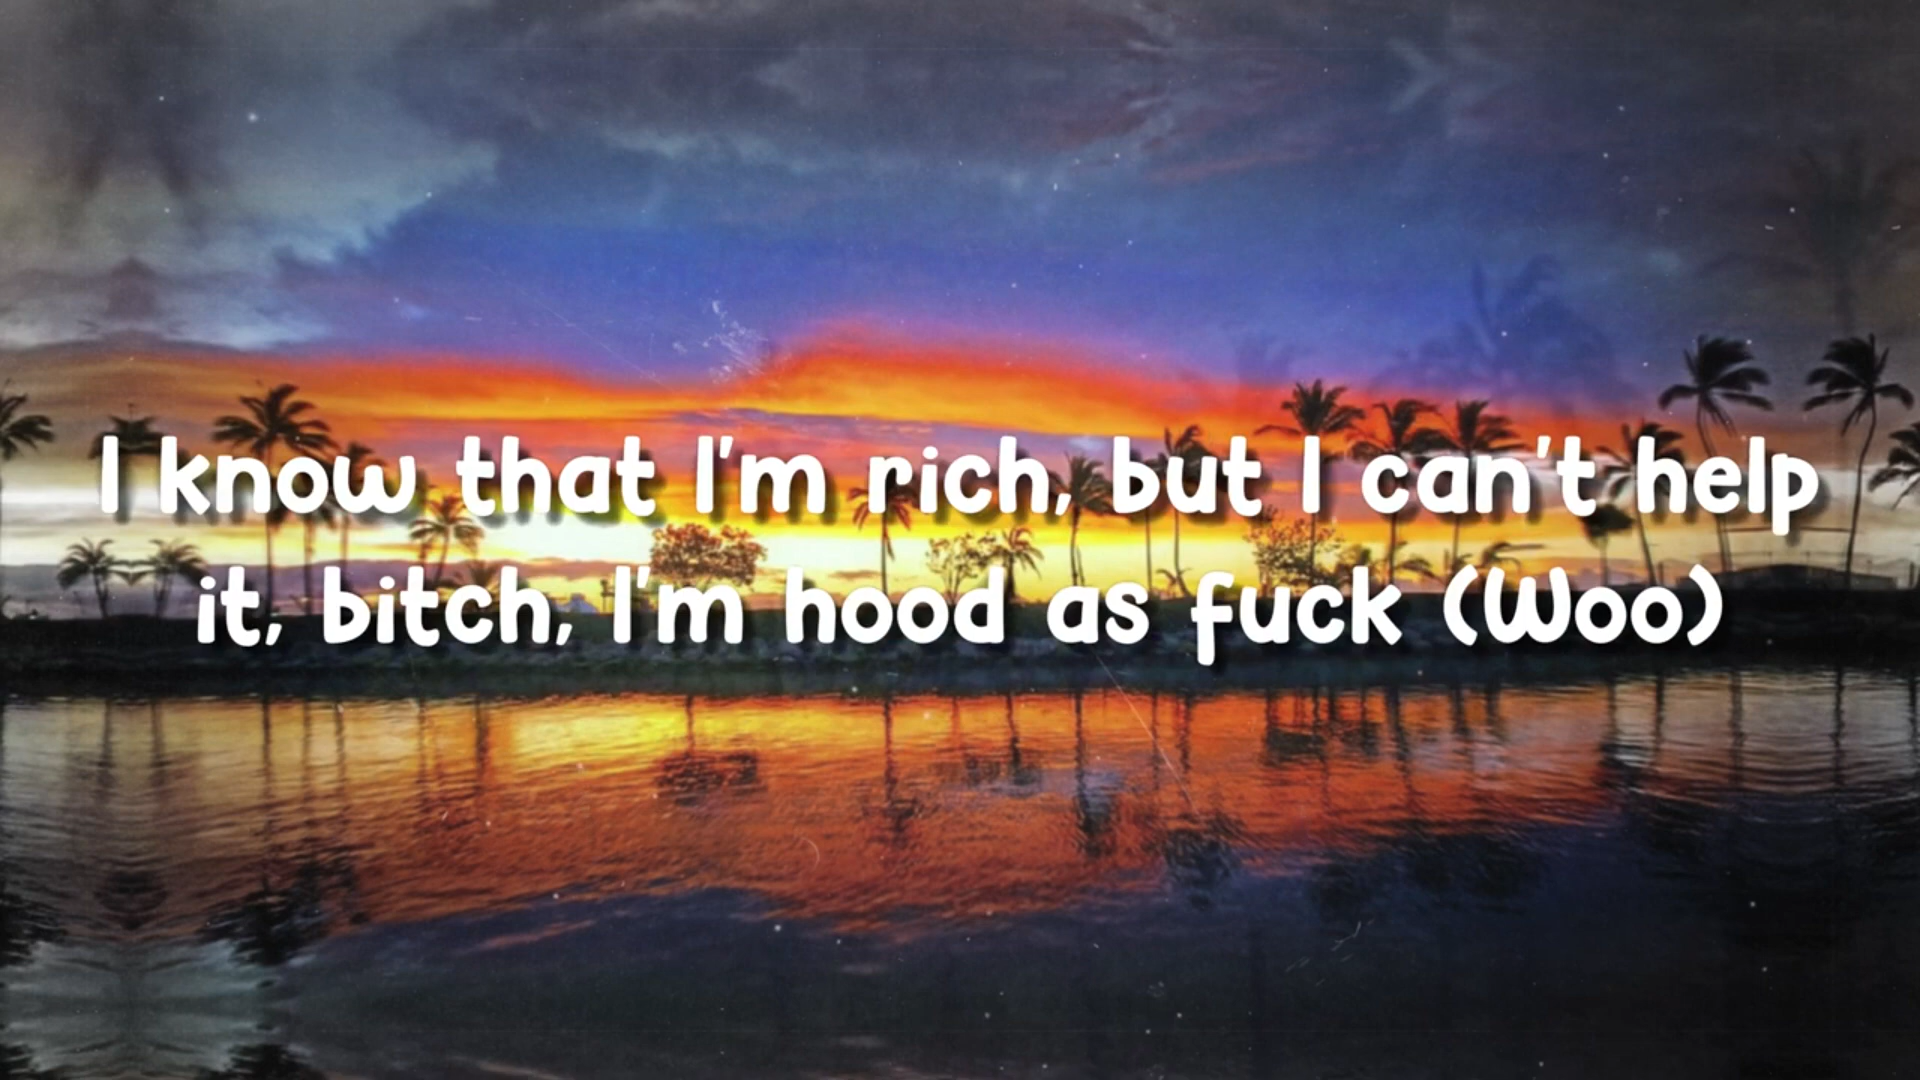 I know that I'm rich, but I can't help
it, bitch, I'm hood as fuck (Woo)